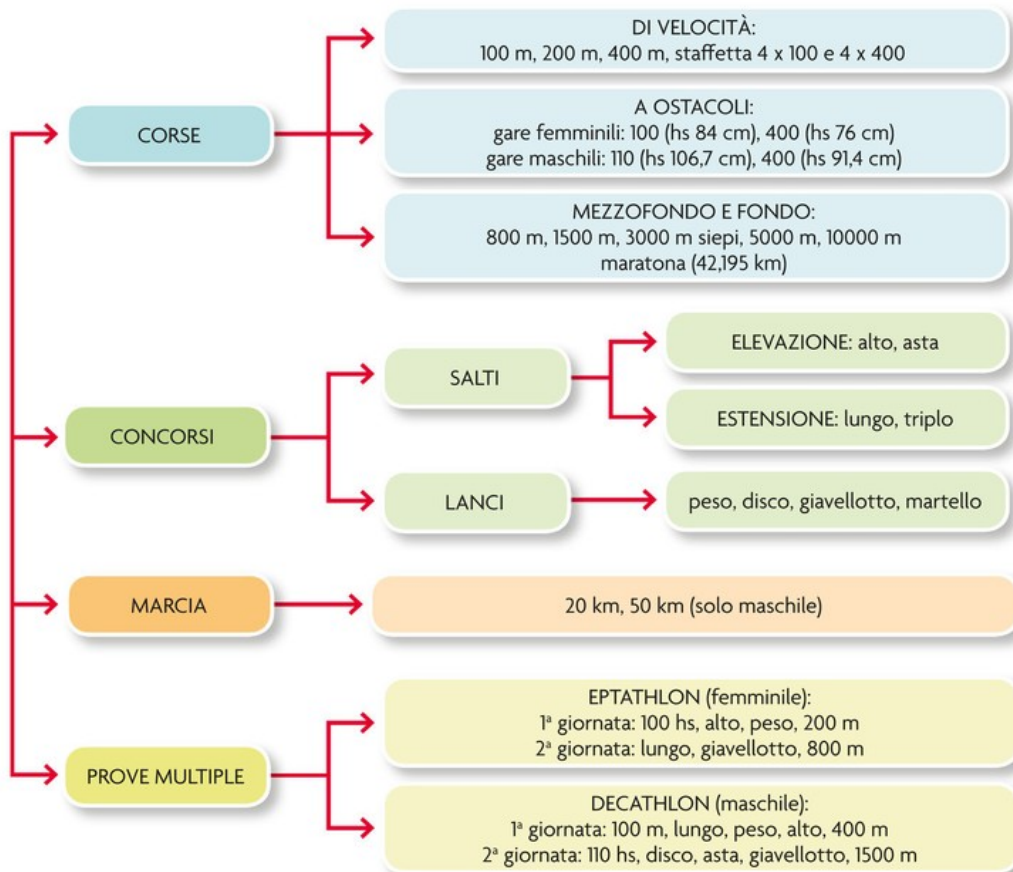 CORSE
DI VELOCITÀ:
100 m, 200 m, 400 m, staffetta 4 x 100 e 4 x 400
A OSTACOLI:
gare femminili: 100 (hs 84 cm), 400 (hs 76 cm)
gare maschili: 110 (hs 106,7 cm), 400 (hs 91,4 cm)
MEZZOFONDO E FONDO:
800 m, 1500 m, 3000 m siepi, 5000 m, 10000 m
maratona (42,195 km)
CONCORSI
SALTI
ELEVAZIONE: alto, asta
ESTENSIONE: lungo, triplo
LANCI
peso, disco, giavellotto, martello
MARCIA
20 km, 50 km (solo maschile)
PROVE MULTIPLE
EPTATHLON (femminile):
1ª giornata: 100 hs, alto, peso, 200 m
2ª giornata: lungo, giavellotto, 800 m
DECATHLON (maschile):
1ª giornata: 100 m, lungo, peso, alto, 400 m
2ª giornata: 110 hs, disco, asta, giavellotto, 1500 m